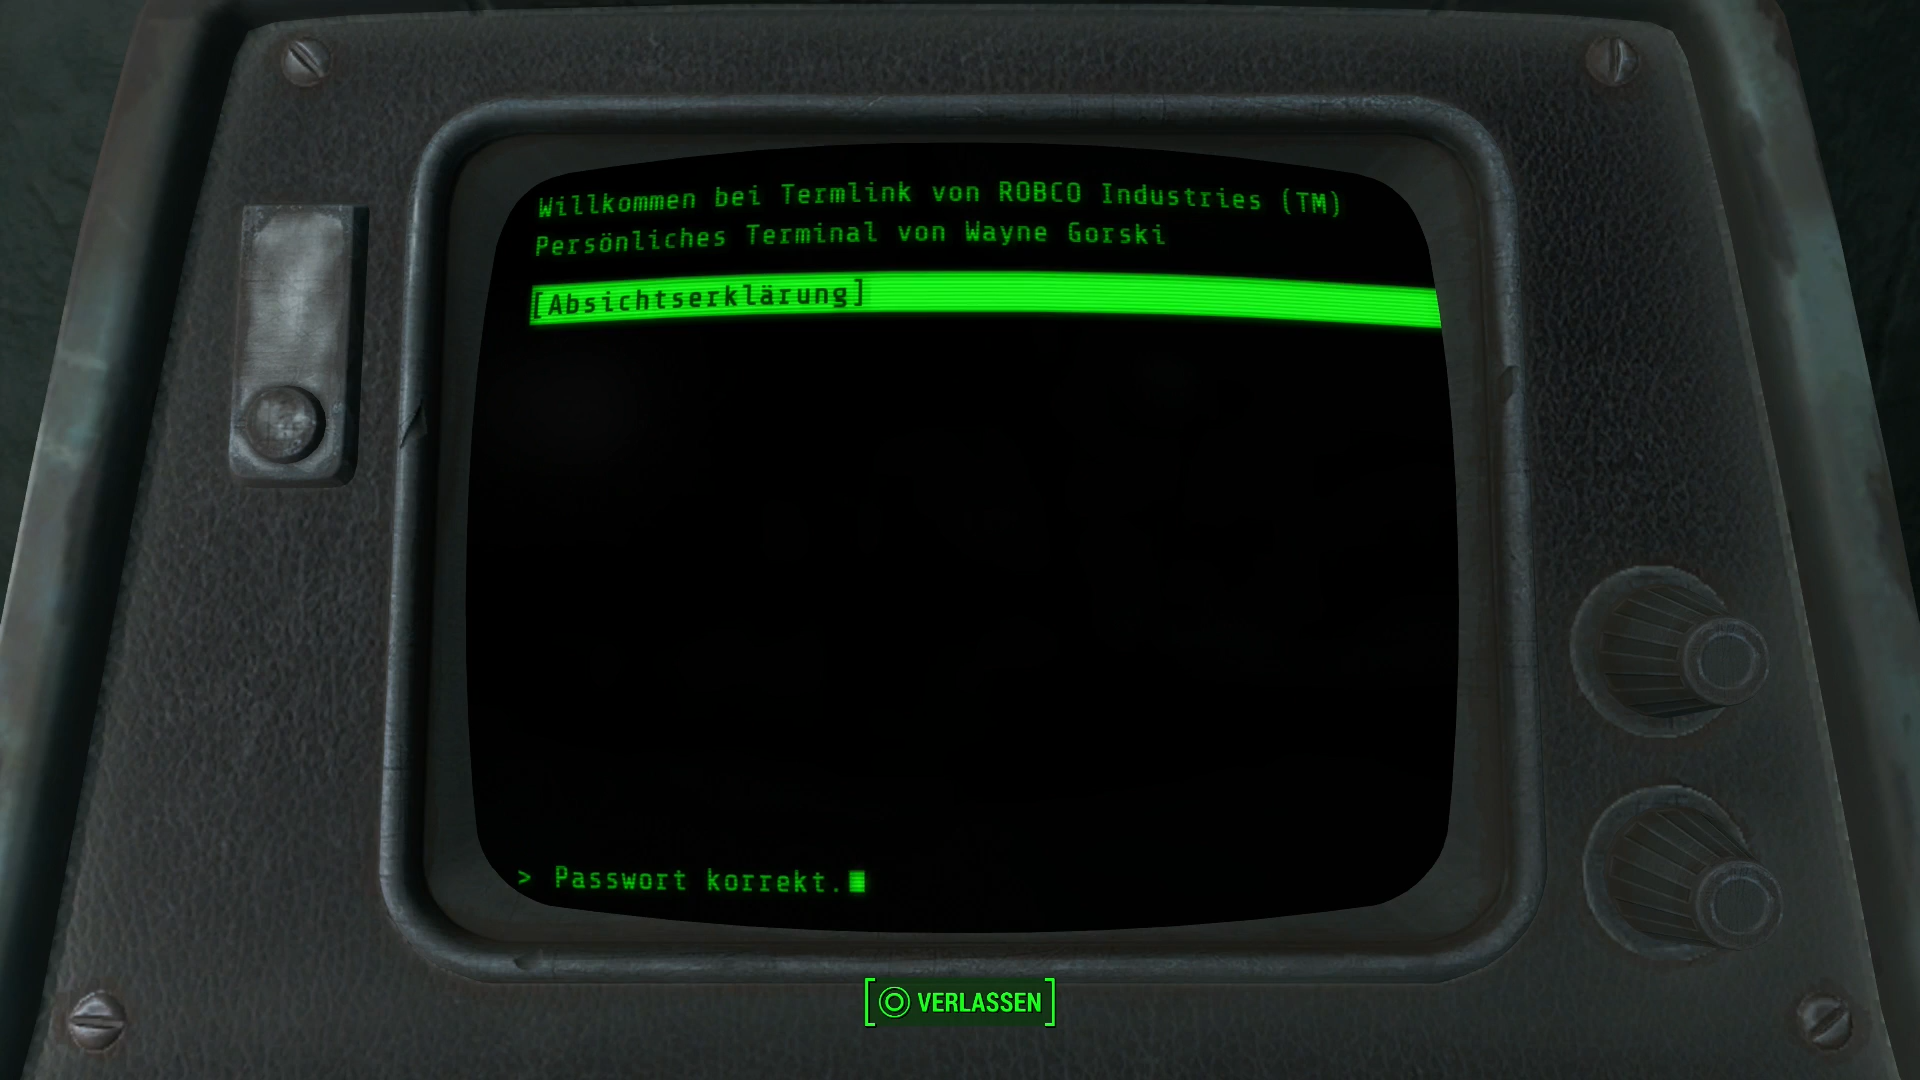 Willkommen bei Termlink von ROBCO Industries (TM)
Persönliches Terminal von Wayne Gorski
[Absichtserklärung]
> Passwort korrekt.
[ VERLASSEN ]